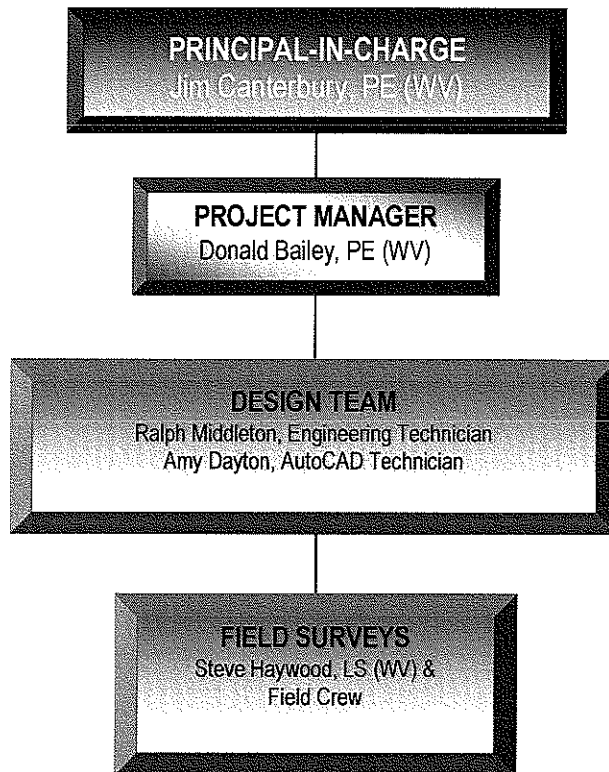 PRINCIPAL-IN-CHARGE
Jim Canterbury, PE (WV)
PROJECT MANAGER
Donald Bailey, PE (WV)
DESIGN TEAM
Ralph Middleton, Engineering Technician
Amy Dayton, AutoCAD Technician
FIELD SURVEYS
Steve Haywood, LS (WV) &
Field Crew